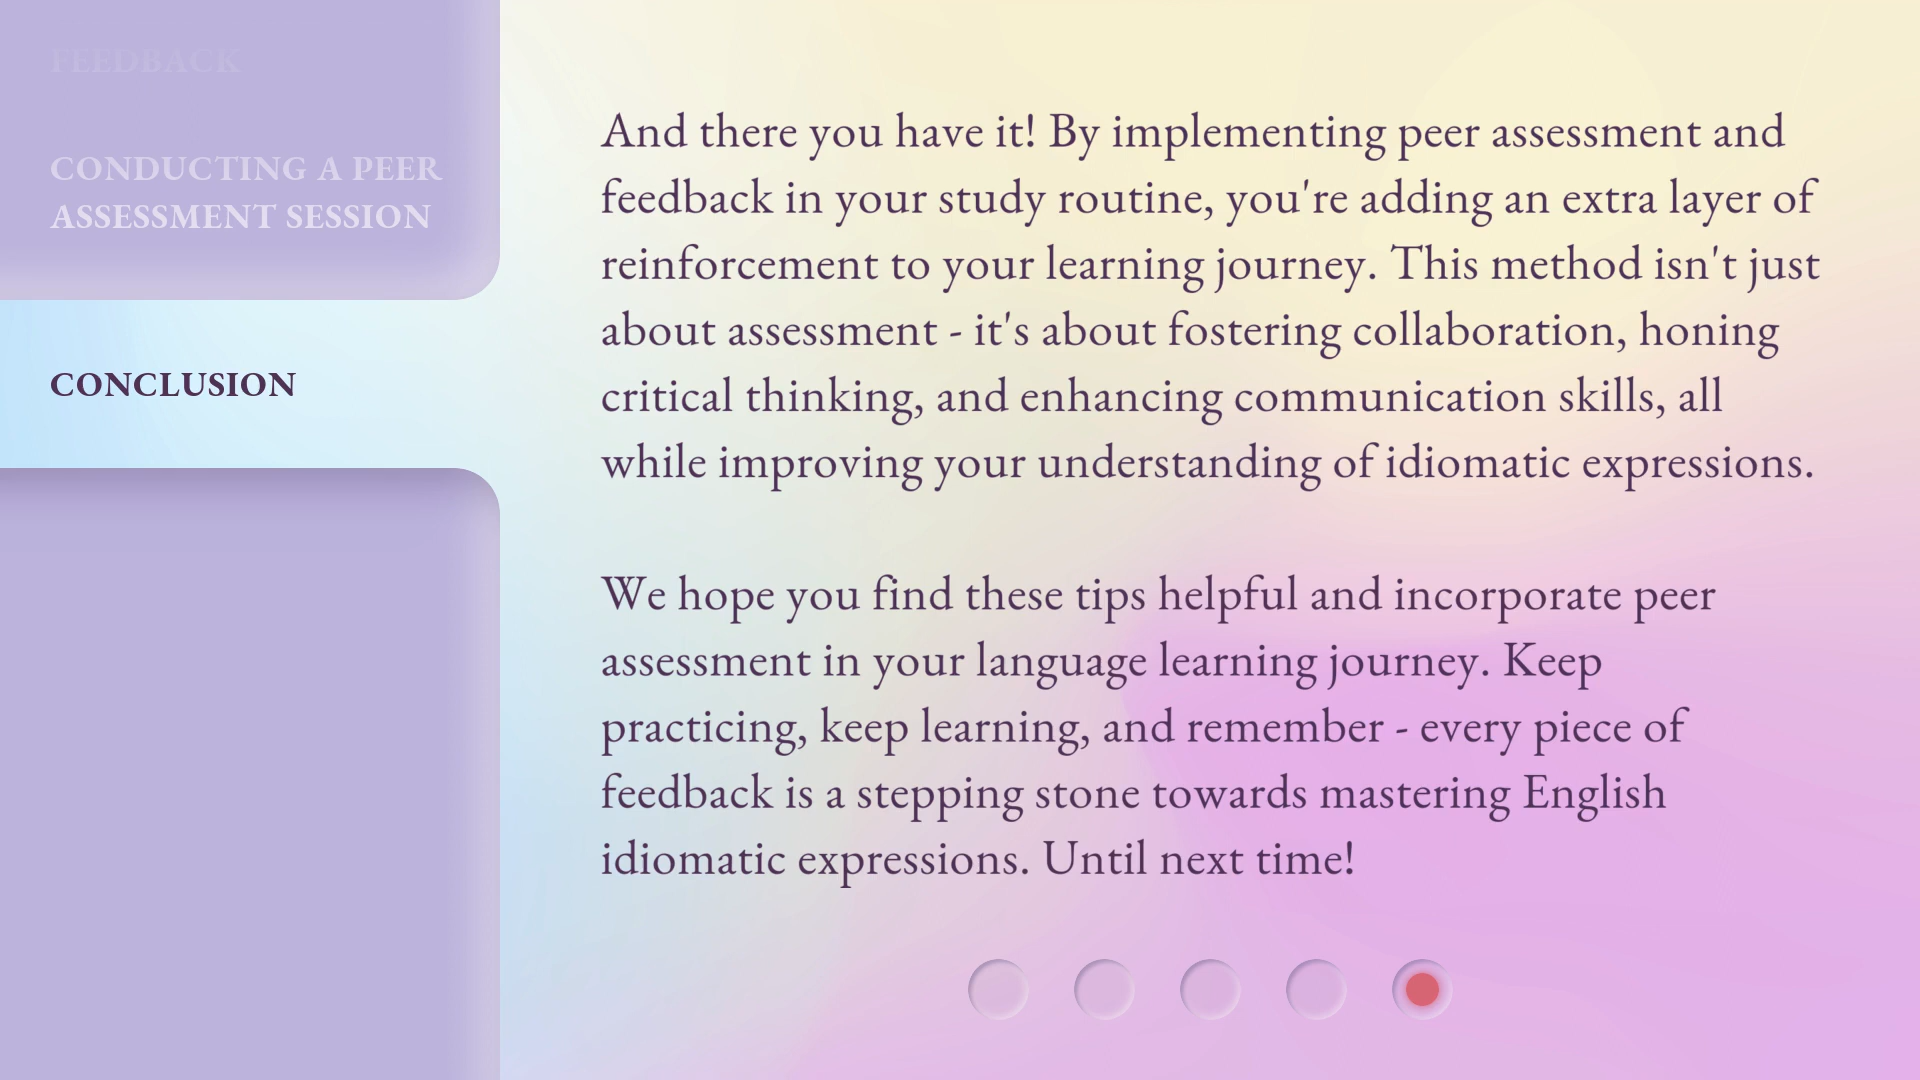 FEEDBACK
CONDUCTING A PEER
ASSESSMENT SESSION
CONCLUSION
And there you have it! By implementing peer assessment and
feedback in your study routine, you're adding an extra layer of
reinforcement to your learning journey. This method isn't just
about assessment - it's about fostering collaboration, honing
critical thinking, and enhancing communication skills, all
while improving your understanding of idiomatic expressions.
We hope you find these tips helpful and incorporate peer
assessment in your language learning journey. Keep
practicing, keep learning, and remember - every piece of
feedback is a stepping stone towards mastering English
idiomatic expressions. Until next time!